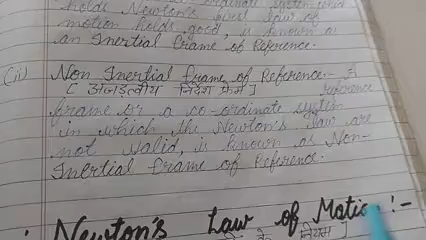 holds Newton's first law of
motion holds good, is known as
an Inertial frame of Reference.
(ii) Non Inertial frame of Reference:- A
[ अजड़त्वीय निर्देश फ्रेम ] reference
frame or a co-ordinate system
in which the Newton's law are
not valid, is known as Non-
Inertial frame of Reference.
Newton's Law of Motion:-
नियम ]